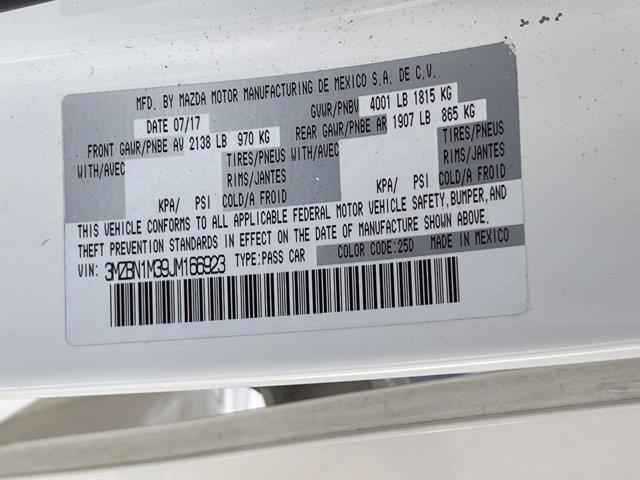 MFD. BY MAZDA MOTOR MANUFACTURING DE MEXICO S.A. DE C.V.
DATE 07/17 GVWR/PNBV 4001 LB 1815 KG
FRONT GAWR/PNBE AV 2138 LB 970 KG REAR GAWR/PNBE AR 1907 LB 865 KG
WITH/AVEC TIRES/PNEUS WITH/AVEC TIRES/PNEUS
RIMS/JANTES RIMS/JANTES
KPA/ PSI COLD/A FROID KPA/ PSI COLD/A FROID
THIS VEHICLE CONFORMS TO ALL APPLICABLE FEDERAL MOTOR VEHICLE SAFETY, BUMPER, AND
THEFT PREVENTION STANDARDS IN EFFECT ON THE DATE OF MANUFACTURE SHOWN ABOVE.
VIN: 3MZBN1M39JM166923 TYPE:PASS CAR COLOR CODE:25D MADE IN MEXICO